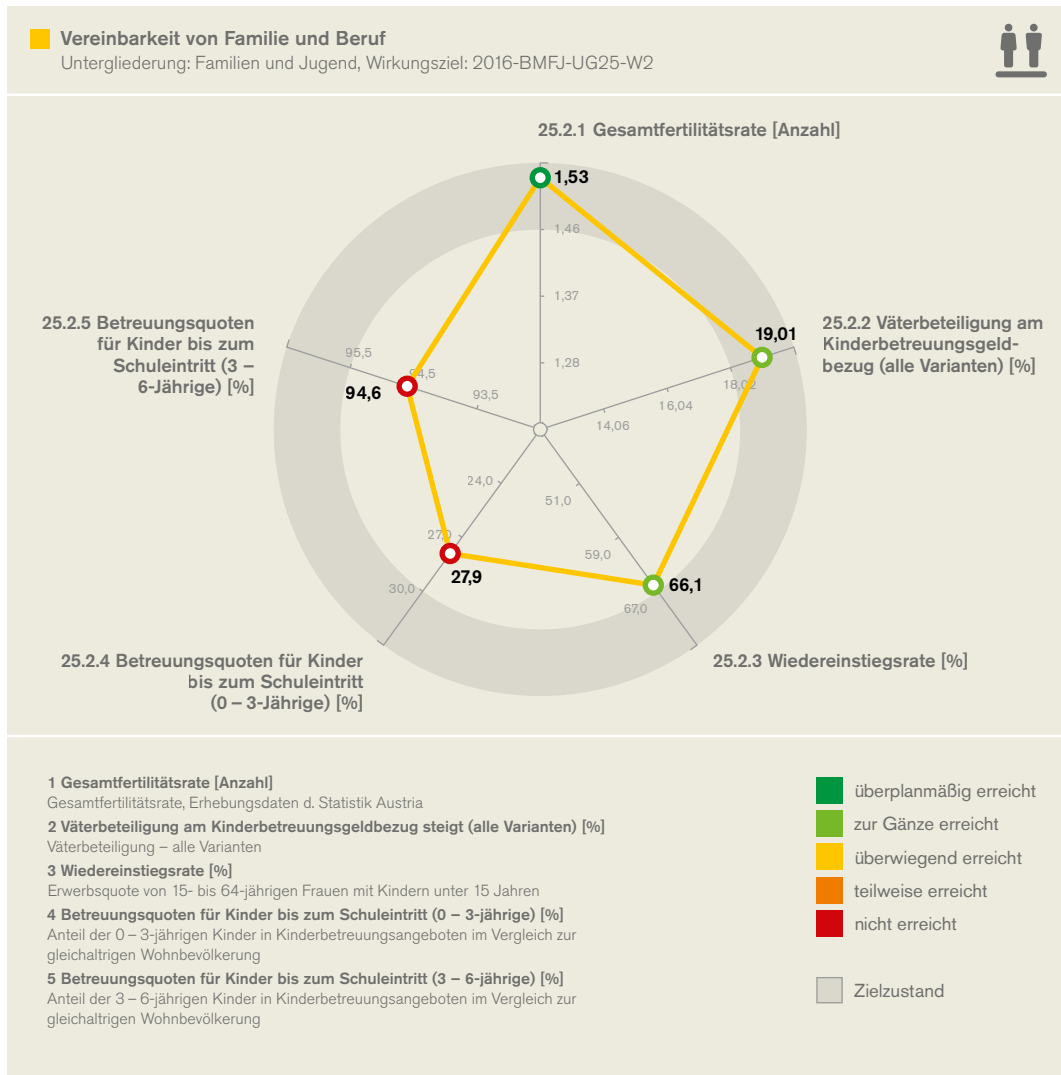 Vereinbarkeit von Familie und Beruf
Untergliederung: Familien und Jugend, Wirkungsziel: 2016-BMFJ-UG25-W2
25.2.1 Gesamtfertilitätsrate [Anzahl]
1,53
1,46
1,37
1,28
25.2.2 Väterbeteiligung am
Kinderbetreuungsgeld-
bezug (alle Varianten) [%]
19,01
18,02
16,04
14,06
25.2.3 Wiedereinstiegsrate [%]
51,0
59,0
67,0
66,1
25.2.4 Betreuungsquoten für Kinder
bis zum Schuleintritt
(0 – 3-Jährige) [%]
24,0
27,0
27,9
30,0
25.2.5 Betreuungsquoten
für Kinder bis zum
Schuleintritt (3 –
6-Jährige) [%]
95,5
94,5
94,6
93,5
1 Gesamtfertilitätsrate [Anzahl]
Gesamtfertilitätsrate, Erhebungsdaten d. Statistik Austria
2 Väterbeteiligung am Kinderbetreuungsgeldbezug steigt (alle Varianten) [%]
Väterbeteiligung – alle Varianten
3 Wiedereinstiegsrate [%]
Erwerbsquote von 15- bis 64-jährigen Frauen mit Kindern unter 15 Jahren
4 Betreuungsquoten für Kinder bis zum Schuleintritt (0 – 3-jährige) [%]
Anteil der 0 – 3-jährigen Kinder in Kinderbetreuungsangeboten im Vergleich zur
gleichaltrigen Wohnbevölkerung
5 Betreuungsquoten für Kinder bis zum Schuleintritt (3 – 6-jährige) [%]
Anteil der 3 – 6-jährigen Kinder in Kinderbetreuungsangeboten im Vergleich zur
gleichaltrigen Wohnbevölkerung
überplanmäßig erreicht
zur Gänze erreicht
überwiegend erreicht
teilweise erreicht
nicht erreicht
Zielzustand